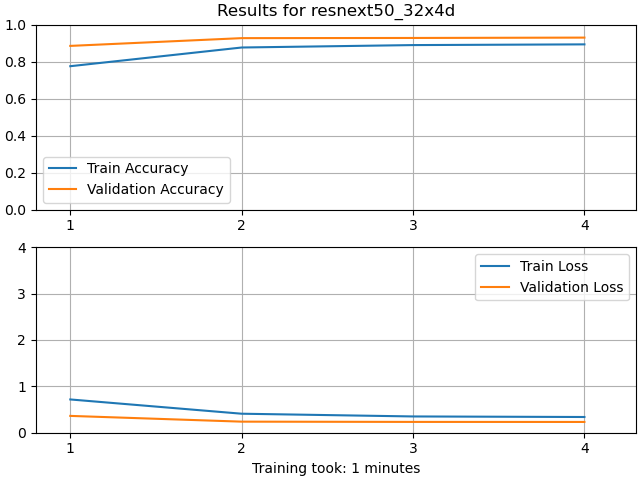 Results for resnext50_32x4d
1.0
0.8
0.6
0.4
0.2
0.0
Train Accuracy
Validation Accuracy
1 2 3 4
4
3
2
1
0
Train Loss
Validation Loss
1 2 3 4
Training took: 1 minutes